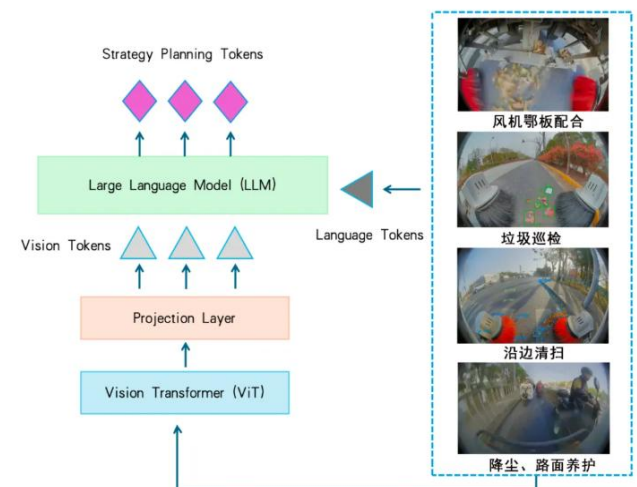 Strategy Planning Tokens
Large Language Model (LLM)
Language Tokens
Vision Tokens
Projection Layer
Vision Transformer (ViT)
风机鄂板配合
垃圾巡检
沿边清扫
降尘、路面养护